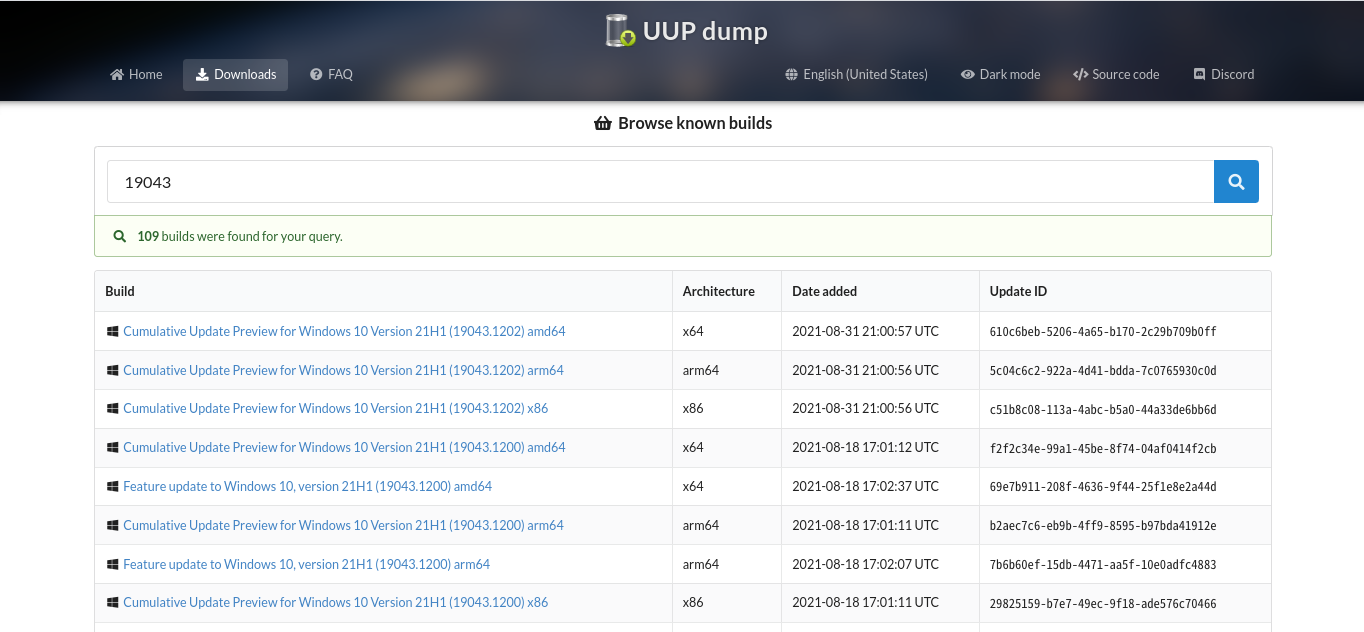 UUP dump
Home Downloads FAQ English (United States) Dark mode Source code Discord
Browse known builds
19043
109 builds were found for your query.
Build Architecture Date added Update ID
Cumulative Update Preview for Windows 10 Version 21H1 (19043.1202) amd64 x64 2021-08-31 21:00:57 UTC 610c6beb-5206-4a65-b170-2c29b709b0ff
Cumulative Update Preview for Windows 10 Version 21H1 (19043.1202) arm64 arm64 2021-08-31 21:00:56 UTC 5c04c6c2-922a-4d41-bdda-7c0765930c0d
Cumulative Update Preview for Windows 10 Version 21H1 (19043.1202) x86 x86 2021-08-31 21:00:56 UTC c51b8c08-113a-4abc-b5a0-44a33de6bb6d
Cumulative Update Preview for Windows 10 Version 21H1 (19043.1200) amd64 x64 2021-08-18 17:01:12 UTC f2f2c34e-99a1-45be-8f74-04af0414f2cb
Feature update to Windows 10, version 21H1 (19043.1200) amd64 x64 2021-08-18 17:02:37 UTC 69e7b911-208f-4636-9f44-25f1e8e2a44d
Cumulative Update Preview for Windows 10 Version 21H1 (19043.1200) arm64 arm64 2021-08-18 17:01:11 UTC b2aec7c6-eb9b-4ff9-8595-b97bda41912e
Feature update to Windows 10, version 21H1 (19043.1200) arm64 arm64 2021-08-18 17:02:07 UTC 7b6b60ef-15db-4471-aa5f-10e0adfc4883
Cumulative Update Preview for Windows 10 Version 21H1 (19043.1200) x86 x86 2021-08-18 17:01:11 UTC 29825159-b7e7-49ec-9f18-ade576c70466